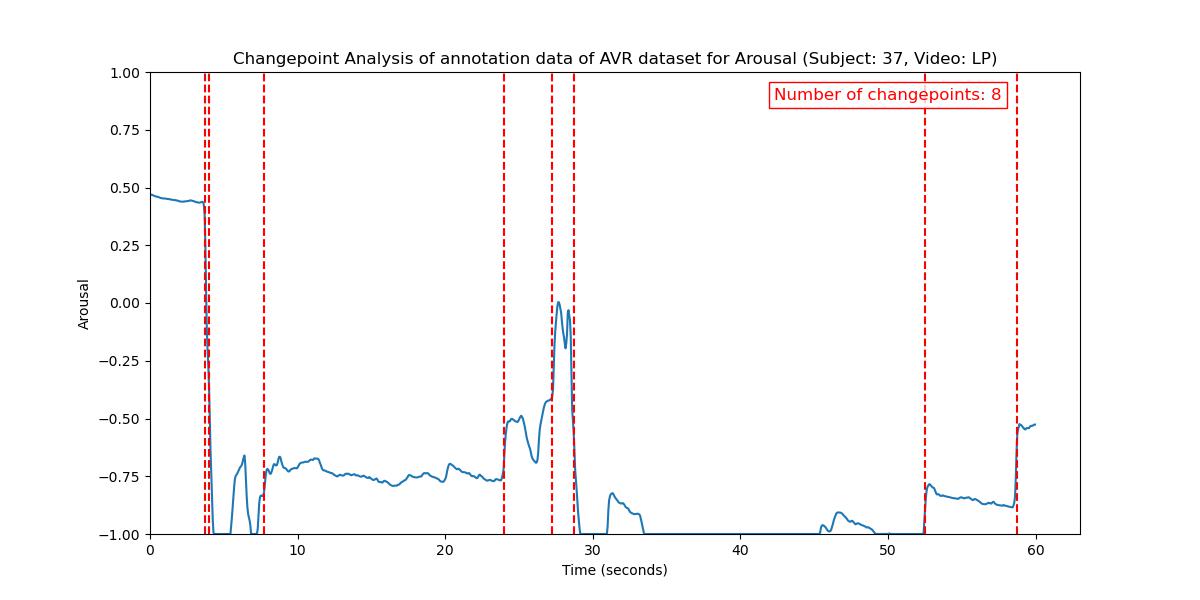 Changepoint Analysis of annotation data of AVR dataset for Arousal (Subject: 37, Video: LP)
Number of changepoints: 8
1.00
0.75
0.50
0.25
0.00
−0.25
−0.50
−0.75
−1.00
Arousal
0 10 20 30 40 50 60
Time (seconds)